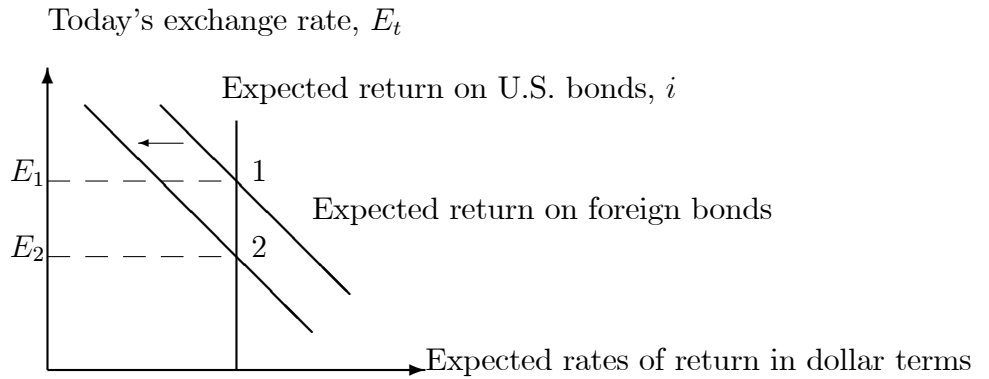 Today's exchange rate, E_t
Expected return on U.S. bonds, i
E_1
1
Expected return on foreign bonds
E_2
2
Expected rates of return in dollar terms